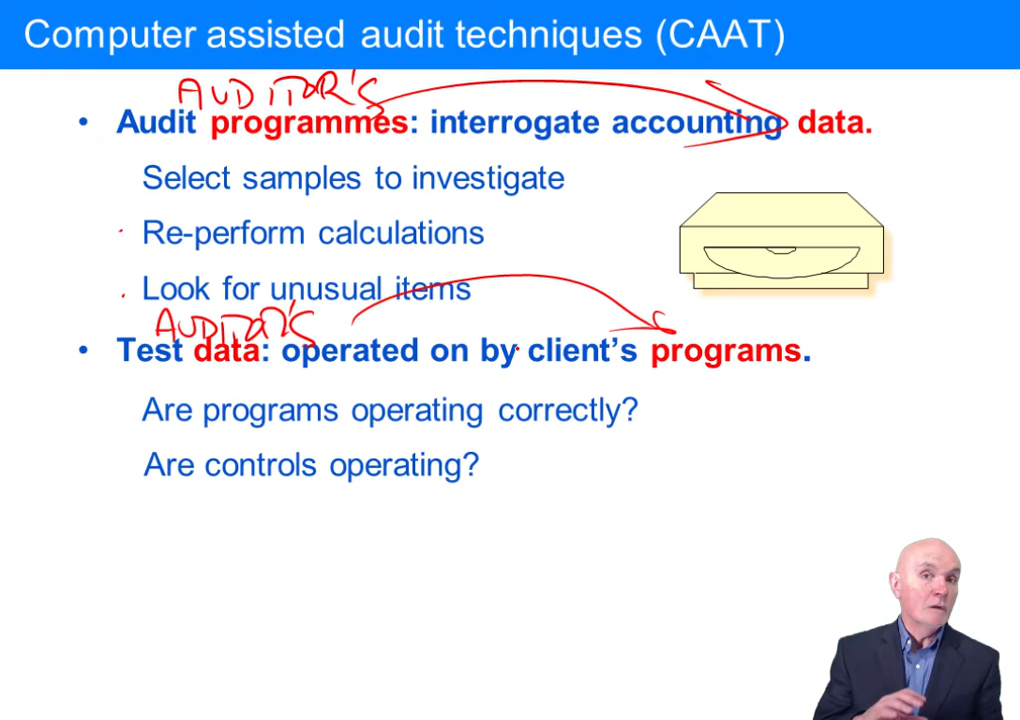 Computer assisted audit techniques (CAAT)
AUDITOR'S
• Audit programmes: interrogate accounting data.
Select samples to investigate
Re-perform calculations
Look for unusual items
AUDITOR'S
• Test data: operated on by client's programs.
Are programs operating correctly?
Are controls operating?